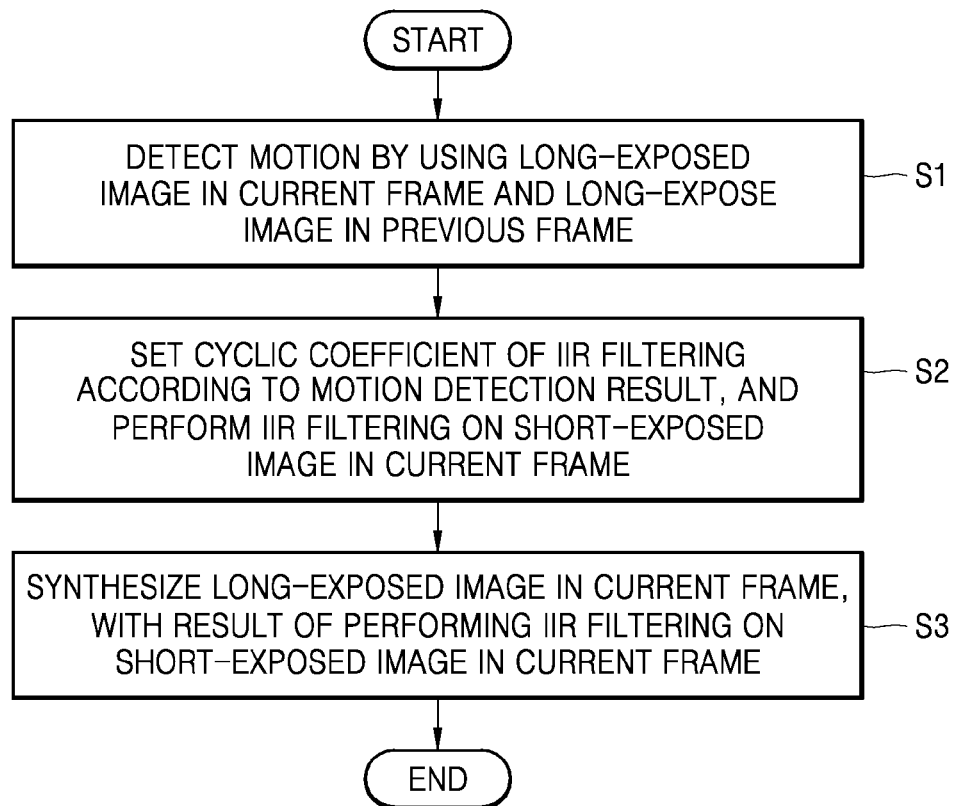 START
DETECT MOTION BY USING LONG-EXPOSED
IMAGE IN CURRENT FRAME AND LONG-EXPOSE
IMAGE IN PREVIOUS FRAME
S1
SET CYCLIC COEFFICIENT OF IIR FILTERING
ACCORDING TO MOTION DETECTION RESULT, AND
PERFORM IIR FILTERING ON SHORT-EXPOSED
IMAGE IN CURRENT FRAME
S2
SYNTHESIZE LONG-EXPOSED IMAGE IN CURRENT FRAME,
WITH RESULT OF PERFORMING IIR FILTERING ON
SHORT-EXPOSED IMAGE IN CURRENT FRAME
S3
END